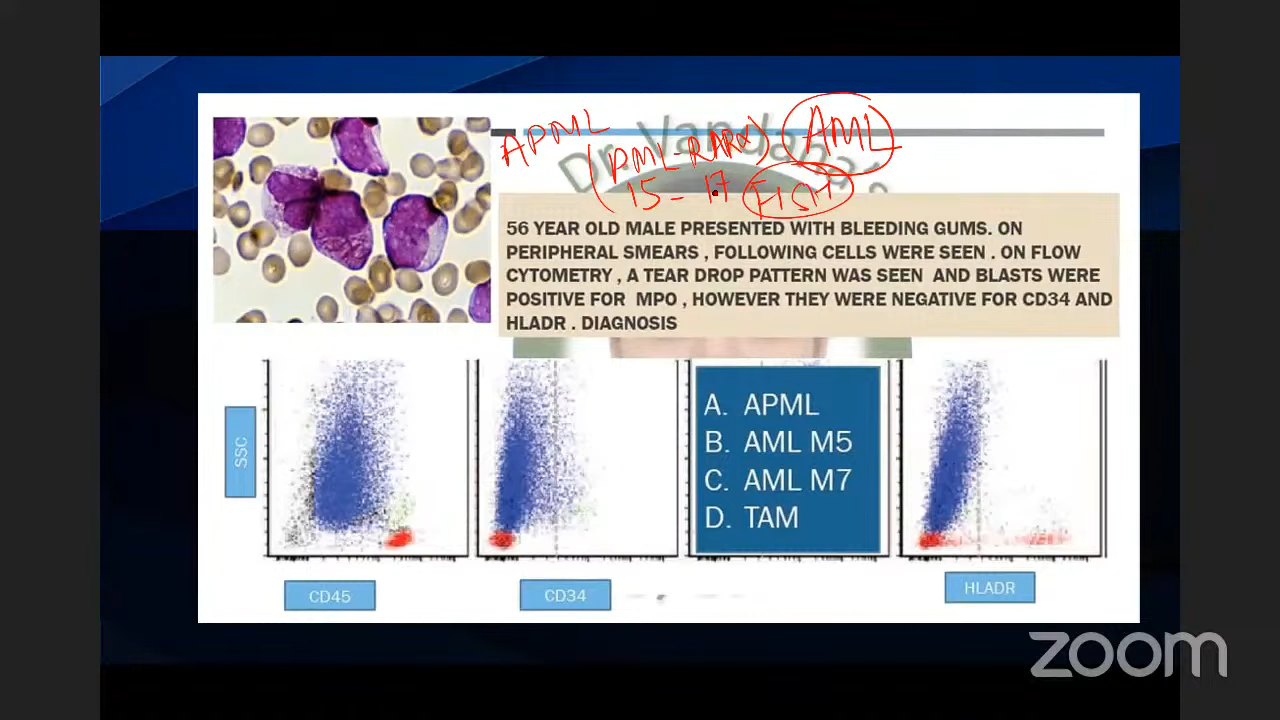 APML
(PML-RARα)
AML
15 - 17
FISH
Dr. Vandana
56 YEAR OLD MALE PRESENTED WITH BLEEDING GUMS. ON
PERIPHERAL SMEARS , FOLLOWING CELLS WERE SEEN . ON FLOW
CYTOMETRY , A TEAR DROP PATTERN WAS SEEN AND BLASTS WERE
POSITIVE FOR MPO , HOWEVER THEY WERE NEGATIVE FOR CD34 AND
HLADR . DIAGNOSIS
SSC
A. APML
B. AML M5
C. AML M7
D. TAM
CD45
CD34
HLADR
zoom